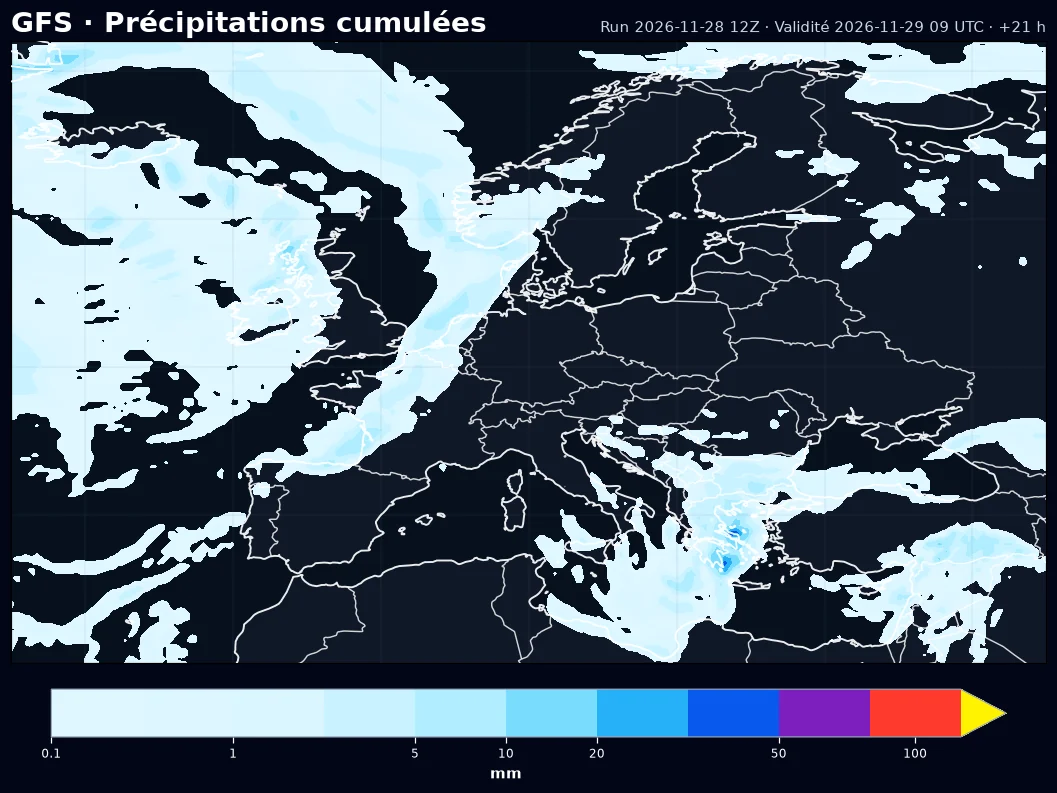 GFS · Précipitations cumulées
Run 2026-11-28 12Z · Validité 2026-11-29 09 UTC · +21 h
0.1 1 5 10 20 50 100
mm